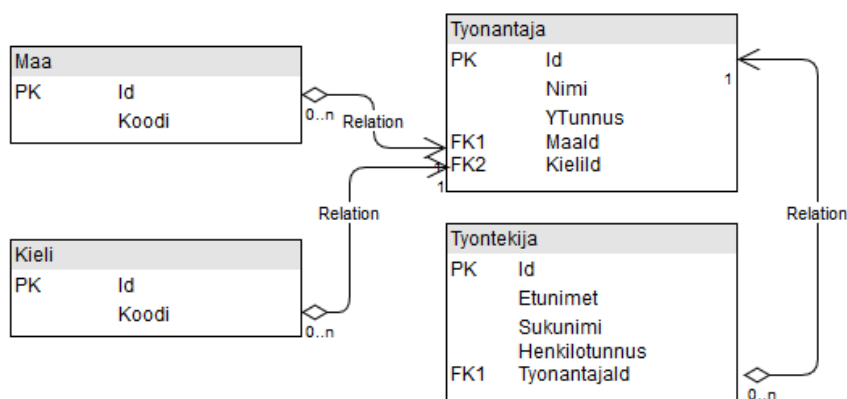 Maa
PK Id
Koodi
0..n
Relation
Tyonantaja
PK Id
1
Nimi
YTunnus
FK1 MaaId
FK2 KieliId
1
1
Relation
Relation
Kieli
PK Id
Koodi
0..n
Tyontekija
PK Id
Etunimet
Sukunimi
Henkilotunnus
FK1 TyonantajaId
0..n